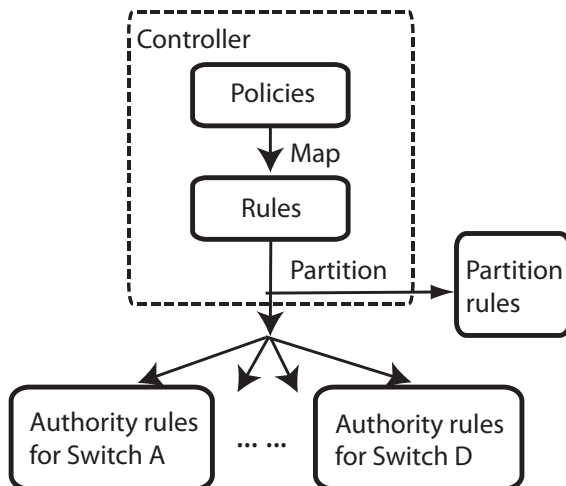 Controller
Policies
Map
Rules
Partition
Partition
rules
Authority rules
for Switch A
... ...
Authority rules
for Switch D